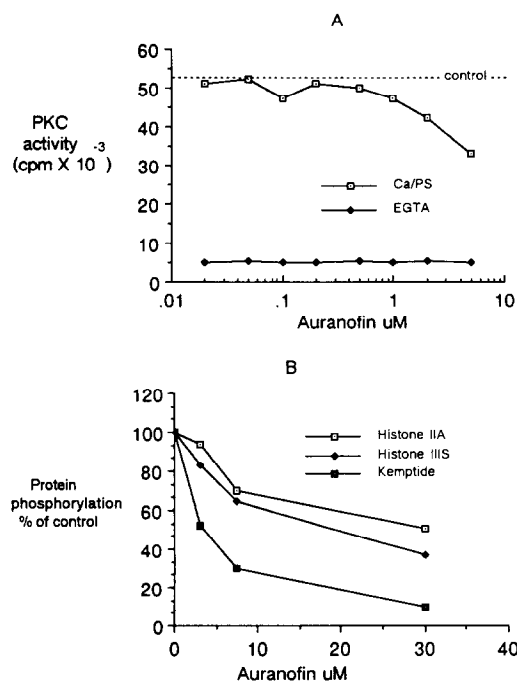 A
60
50
40
30
20
10
0
PKC
activity -3
(cpm X 10 )
control
Ca/PS
EGTA
.01 .1 1 10
Auranofin uM
B
120
100
80
60
40
20
0
Protein
phosphorylation
% of control
Histone IIA
Histone IIIS
Kemptide
0 10 20 30 40
Auranofin uM